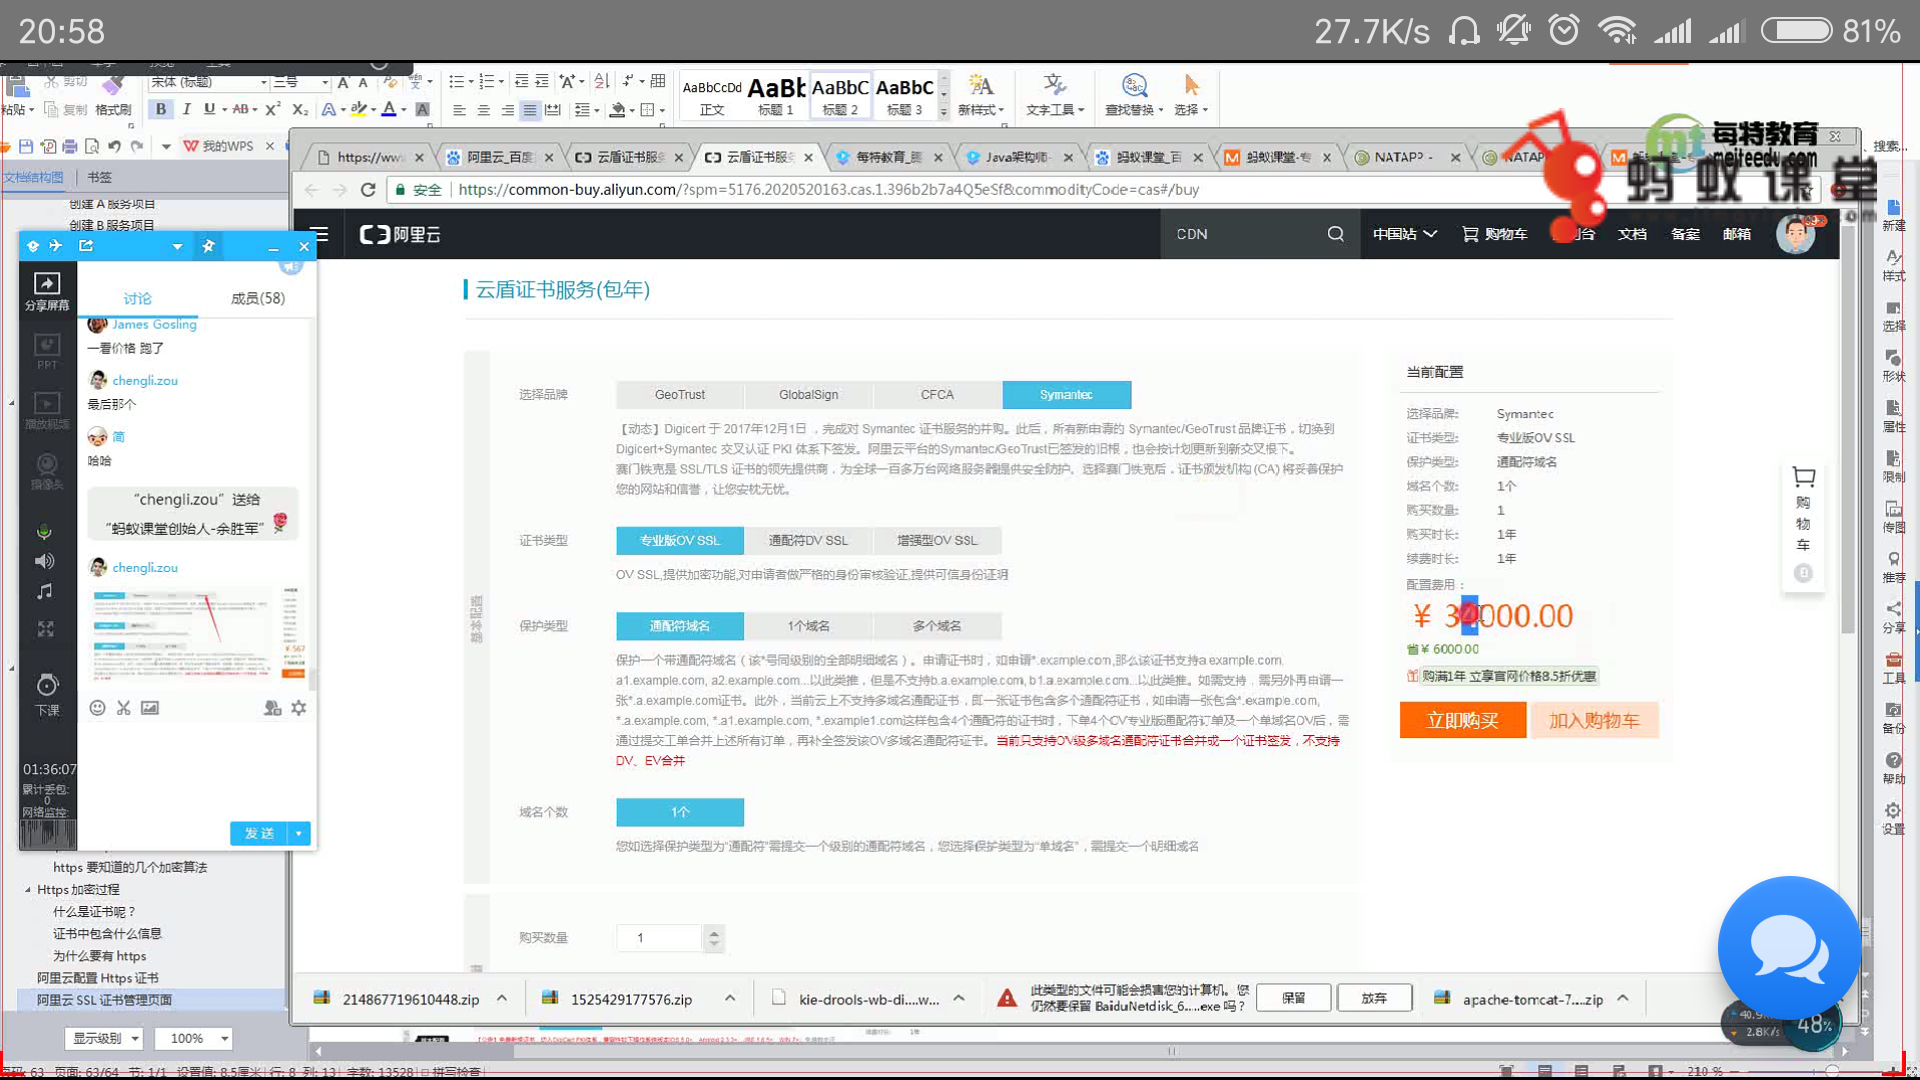 20:58
27.7K/s
81%
剪切
宋体 (标题)
三号
AaBbCcDd
AaBb
AaBbC
AaBbC
粘贴
复制
格式刷
正文
标题 1
标题 2
标题 3
新样式
文字工具
查找替换
选择
我的WPS
每特教育
meiteedu.com
蚂蚁课堂
搜索...
https://ww
阿里云_百度
云盾证书服
云盾证书服
每特教育_
Java架构师-
蚂蚁课堂_百
蚂蚁课堂-专
NATAPP -
NATAPP
安全
https://common-buy.aliyun.com/?spm=5176.2020520163.cas.1.396b2b7a4Q5eSf&commodityCode=cas#/buy
文档结构图
书签
创建 A 服务项目
创建 B 服务项目
阿里云
CDN
中国站
购物车
文档
备案
邮箱
分享屏幕
PPT
播放视频
摄像头
下课
01:36:07
累计丢包:
0
网络监控:
讨论
成员(58)
James Gosling
一看价格 跑了
chengli.zou
最后那个
简
哈哈
“chengli.zou”送给
“蚂蚁课堂创始人-余胜军”
chengli.zou
发送
https 要知道的几个加密算法
Https 加密过程
什么是证书呢？
证书中包含什么信息
为什么要有 https
阿里云配置 Https 证书
阿里云 SSL 证书管理页面
显示级别
100%
云盾证书服务(包年)
基本配置
选择品牌
GeoTrust
GlobalSign
CFCA
Symantec
【动态】Digicert 于 2017年12月1日 ，完成对 Symantec 证书服务的并购。此后，所有新申请的 Symantec/GeoTrust 品牌证书，切换到
Digicert+Symantec 交叉认证 PKI 体系下签发。阿里云平台的Symantec/GeoTrust已签发的旧根，也会按计划更新到新交叉根下。
赛门铁克是 SSL/TLS 证书的领先提供商，为全球一百多万台网络服务器提供安全防护。选择赛门铁克后，证书颁发机构 (CA) 将妥善保护
您的网站和信誉，让您安枕无忧。
证书类型
专业版OV SSL
通配符DV SSL
增强型OV SSL
OV SSL,提供加密功能,对申请者做严格的身份审核验证,提供可信身份证明
保护类型
通配符域名
1个域名
多个域名
保护一个带通配符域名（该*号同级别的全部明细域名）。申请证书时，如申请*.example.com,那么该证书支持a.example.com,
a1.example.com, a2.example.com...以此类推，但是不支持b.a.example.com, b1.a.example.com...以此类推。如需支持，需另外再申请一
张*.a.example.com证书。此外，当前云上不支持多域名通配证书，即一张证书包含多个通配符证书，如申请一张包含*.example.com,
*.a.example.com, *.a1.example.com, *.example1.com这样包含4个通配符的证书时，下单4个OV专业版通配符订单及一个单域名OV后，需
通过提交工单合并上述所有订单，再补全签发该OV多域名通配符证书。当前只支持OV级多域名通配符证书合并成一个证书签发，不支持
DV、EV合并
域名个数
1个
您如选择保护类型为“通配符”需提交一个级别的通配符域名，您选择保护类型为“单域名”，需提交一个明细域名
购买数量
1
当前配置
选择品牌:
Symantec
证书类型:
专业版OV SSL
保护类型:
通配符域名
域名个数:
1个
购买数量:
1
购买时长:
1年
续费时长:
1年
配置费用：
¥ 34000.00
省¥ 6000.00
购满1年 立享官网价格8.5折优惠
立即购买
加入购物车
购
物
车
新建
样式
选择
形状
属性
限制
传图
推荐
分享
工具
备份
帮助
设置
214867719610448.zip
1525429177576.zip
kie-drools-wb-di....w...
此类型的文件可能会损害您的计算机。您
仍然要保留 BaiduNetdisk_6....exe 吗？
保留
放弃
apache-tomcat-7....zip
2.8K/s
48%
页面: 63/64
节: 1/1
设置值: 8.5厘米
行: 8
列: 13
字数: 13528
拼写检查
210 %